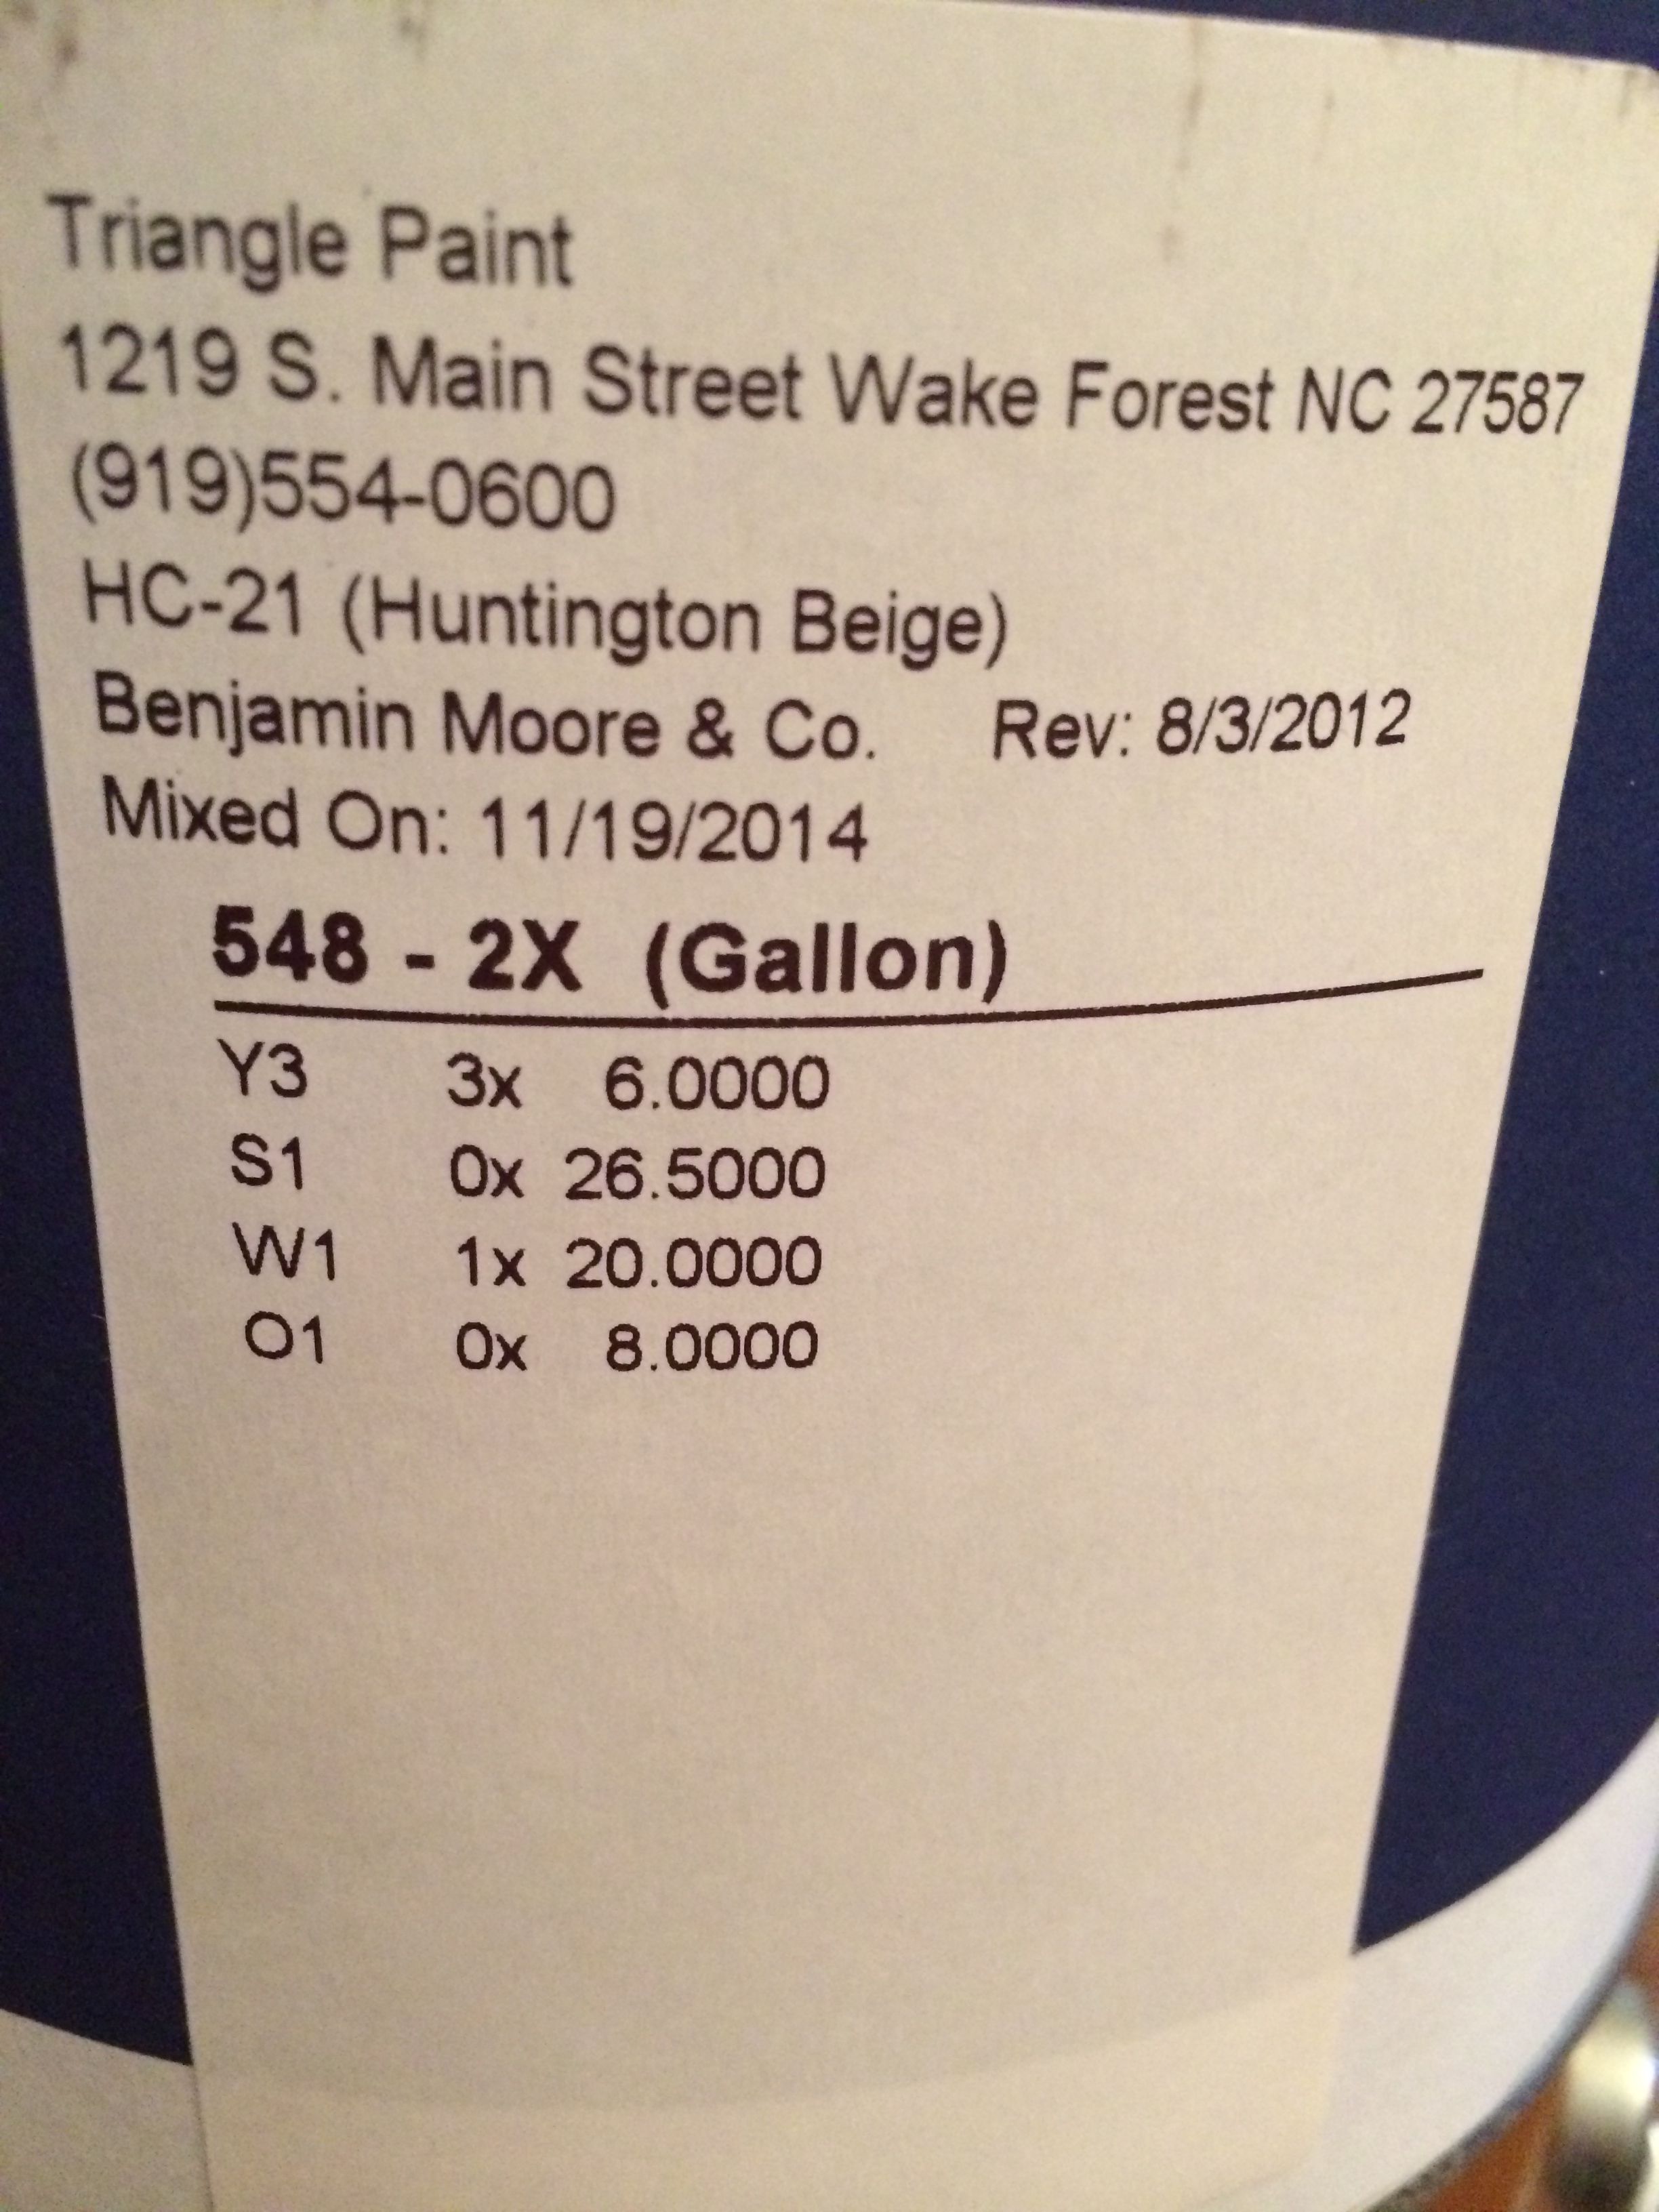 Triangle Paint
1219 S. Main Street Wake Forest NC 27587
(919)554-0600
HC-21 (Huntington Beige)
Benjamin Moore & Co. Rev: 8/3/2012
Mixed On: 11/19/2014
548 - 2X (Gallon)
Y3 3x 6.0000
S1 0x 26.5000
W1 1x 20.0000
O1 0x 8.0000